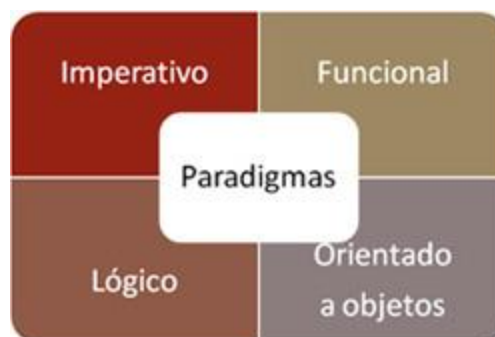 Imperativo
Funcional
Paradigmas
Lógico
Orientado
a objetos